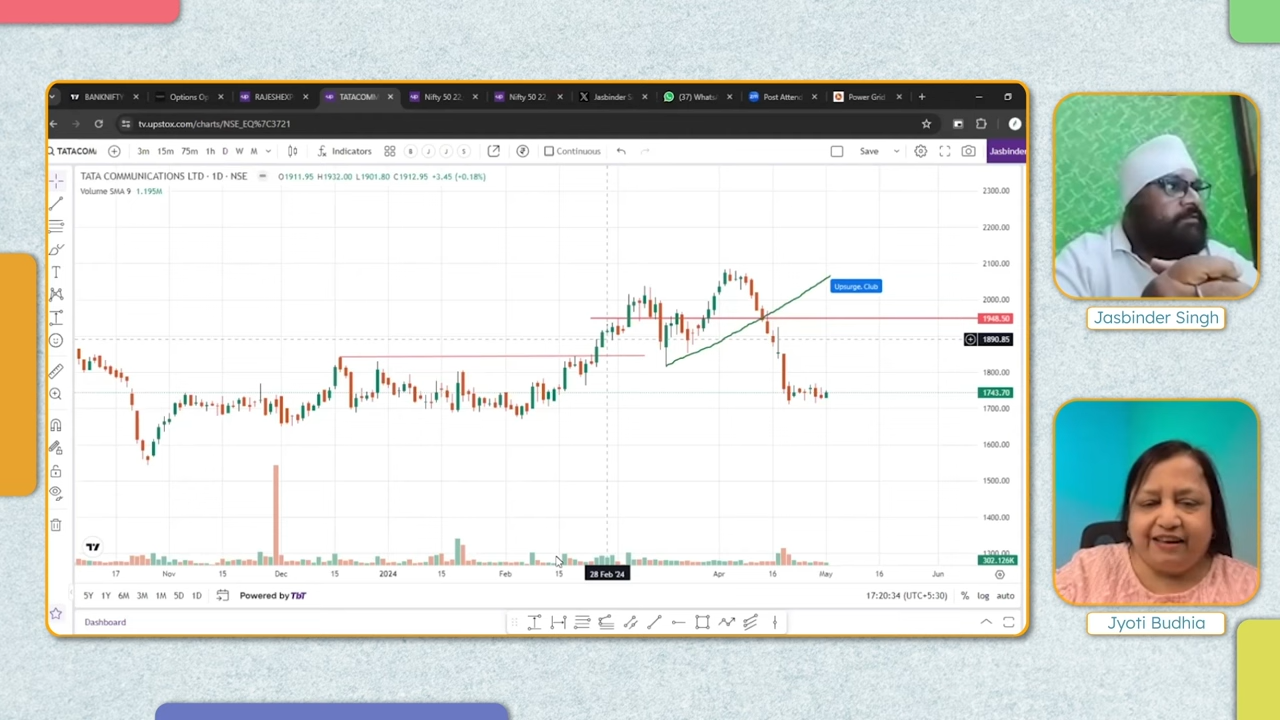 BANKNIFTY
Options Op
RAJESHEXP
TATACOMM
Nifty 50 22
Nifty 50 22
Jasbinder S
(37) Whats
Post Attend
Power Grid
tv.upstox.com/charts/NSE_EQ%7C3721
TATACOM
3m 15m 75m 1h D W M
Indicators
Continuous
Save
Jasbinder
TATA COMMUNICATIONS LTD · 1D · NSE
O1911.95 H1932.00 L1901.80 C1912.95 +3.45 (+0.18%)
Volume SMA 9 1.195M
2300.00
2200.00
2100.00
Upsurge. Club
2000.00
1948.50
1890.85
1800.00
1743.70
1700.00
1600.00
1500.00
1400.00
1300.00
302.126K
17 Nov 15 Dec 15 2024 15 Feb 15 28 Feb '24 Apr 16 May 16 Jun
5Y 1Y 6M 3M 1M 5D 1D
Powered by TbT
17:20:34 (UTC+5:30) % log auto
Dashboard
Jasbinder Singh
Jyoti Budhia